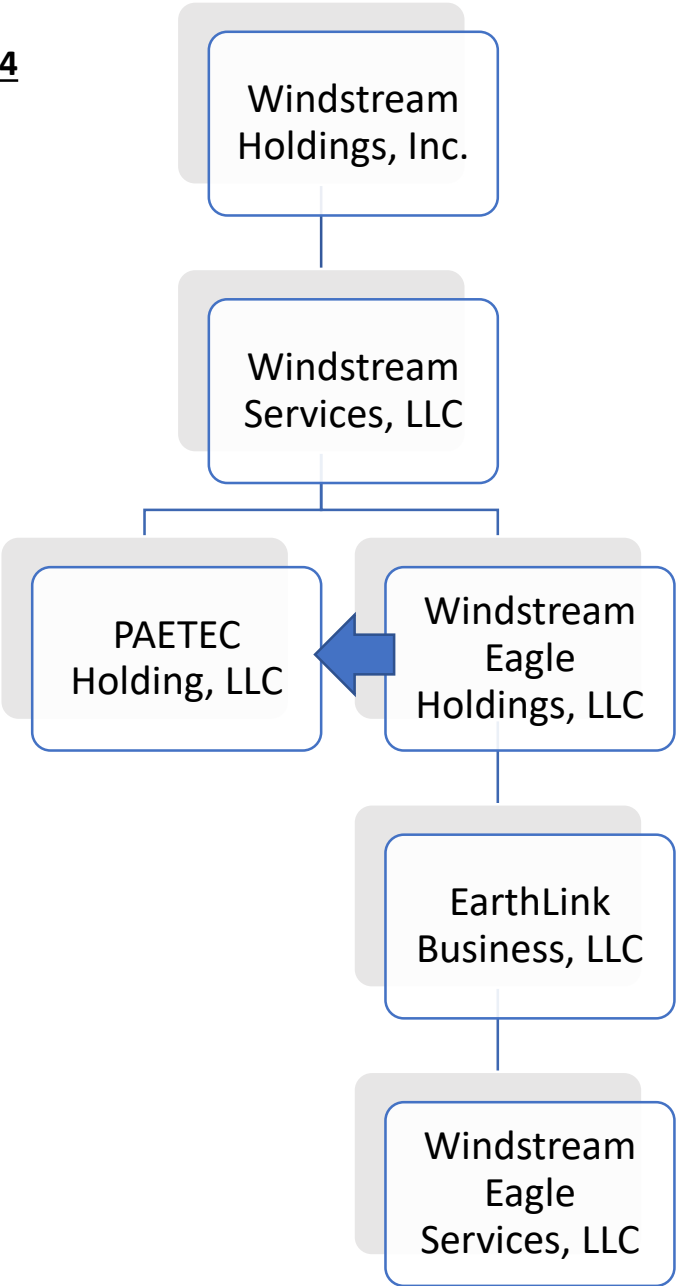 4
Windstream
Holdings, Inc.
Windstream
Services, LLC
PAETEC
Holding, LLC
Windstream
Eagle
Holdings, LLC
EarthLink
Business, LLC
Windstream
Eagle
Services, LLC